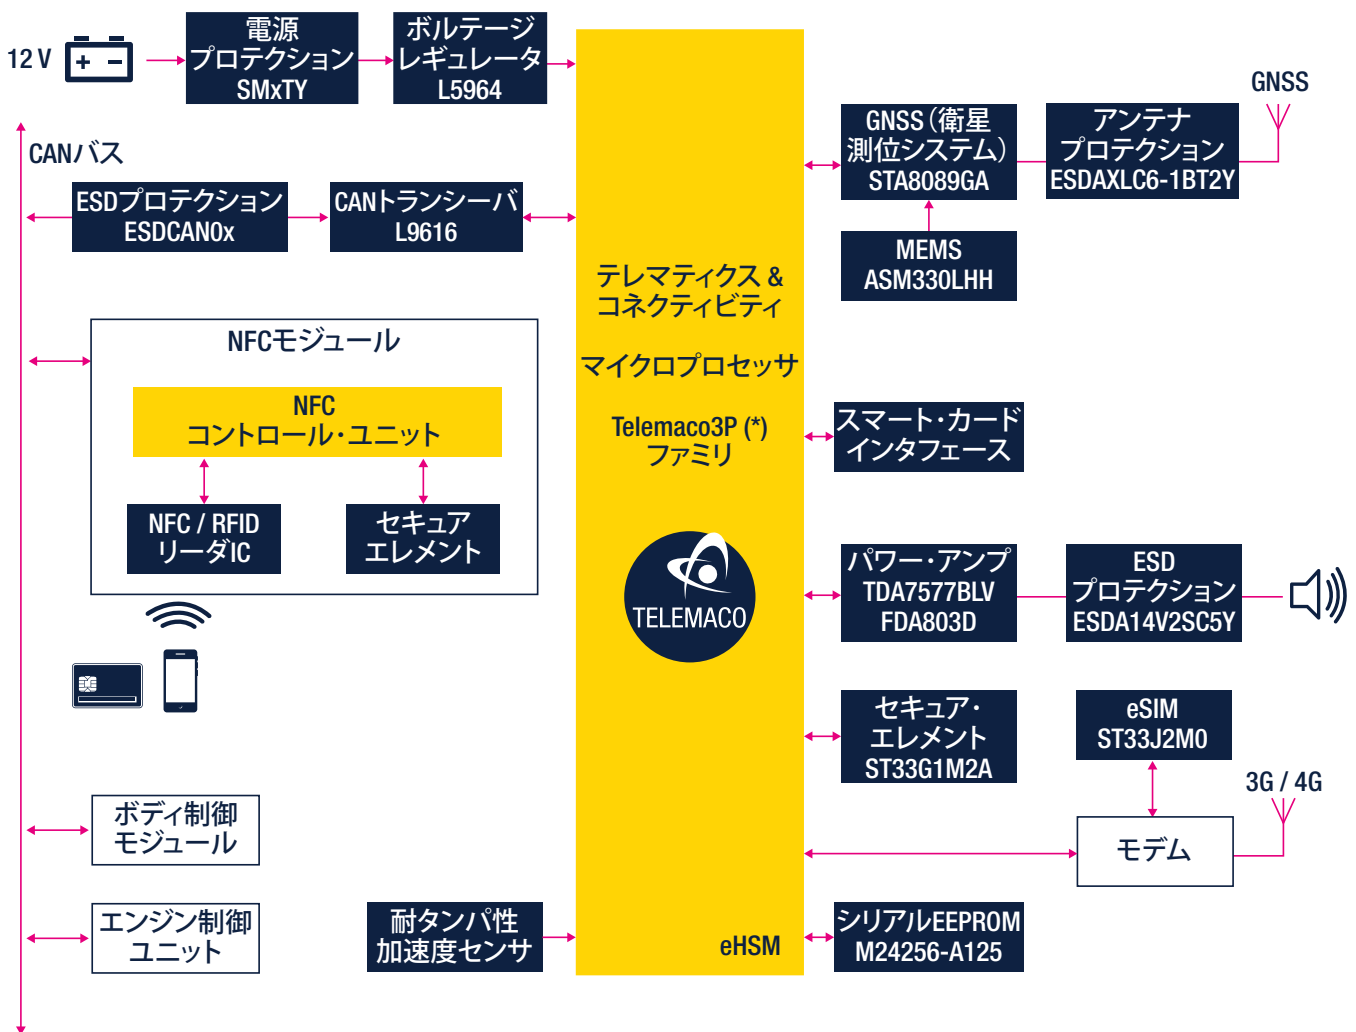 12 V
電源
プロテクション
SMxTY
ボルテージ
レギュレータ
L5964
CANバス
ESDプロテクション
ESDCAN0x
CANトランシーバ
L9616
NFCモジュール
NFC
コントロール・ユニット
NFC / RFID
リーダIC
セキュア
エレメント
ボディ制御
モジュール
エンジン制御
ユニット
耐タンパ性
加速度センサ
テレマティクス &
コネクティビティ
マイクロプロセッサ
Telemaco3P (*)
ファミリ
TELEMACO
eHSM
GNSS（衛星
測位システム）
STA8089GA
アンテナ
プロテクション
ESDAXLC6-1BT2Y
GNSS
MEMS
ASM330LHH
スマート・カード
インタフェース
パワー・アンプ
TDA7577BLV
FDA803D
ESD
プロテクション
ESDA14V2SC5Y
セキュア・
エレメント
ST33G1M2A
eSIM
ST33J2M0
3G / 4G
モデム
シリアルEEPROM
M24256-A125